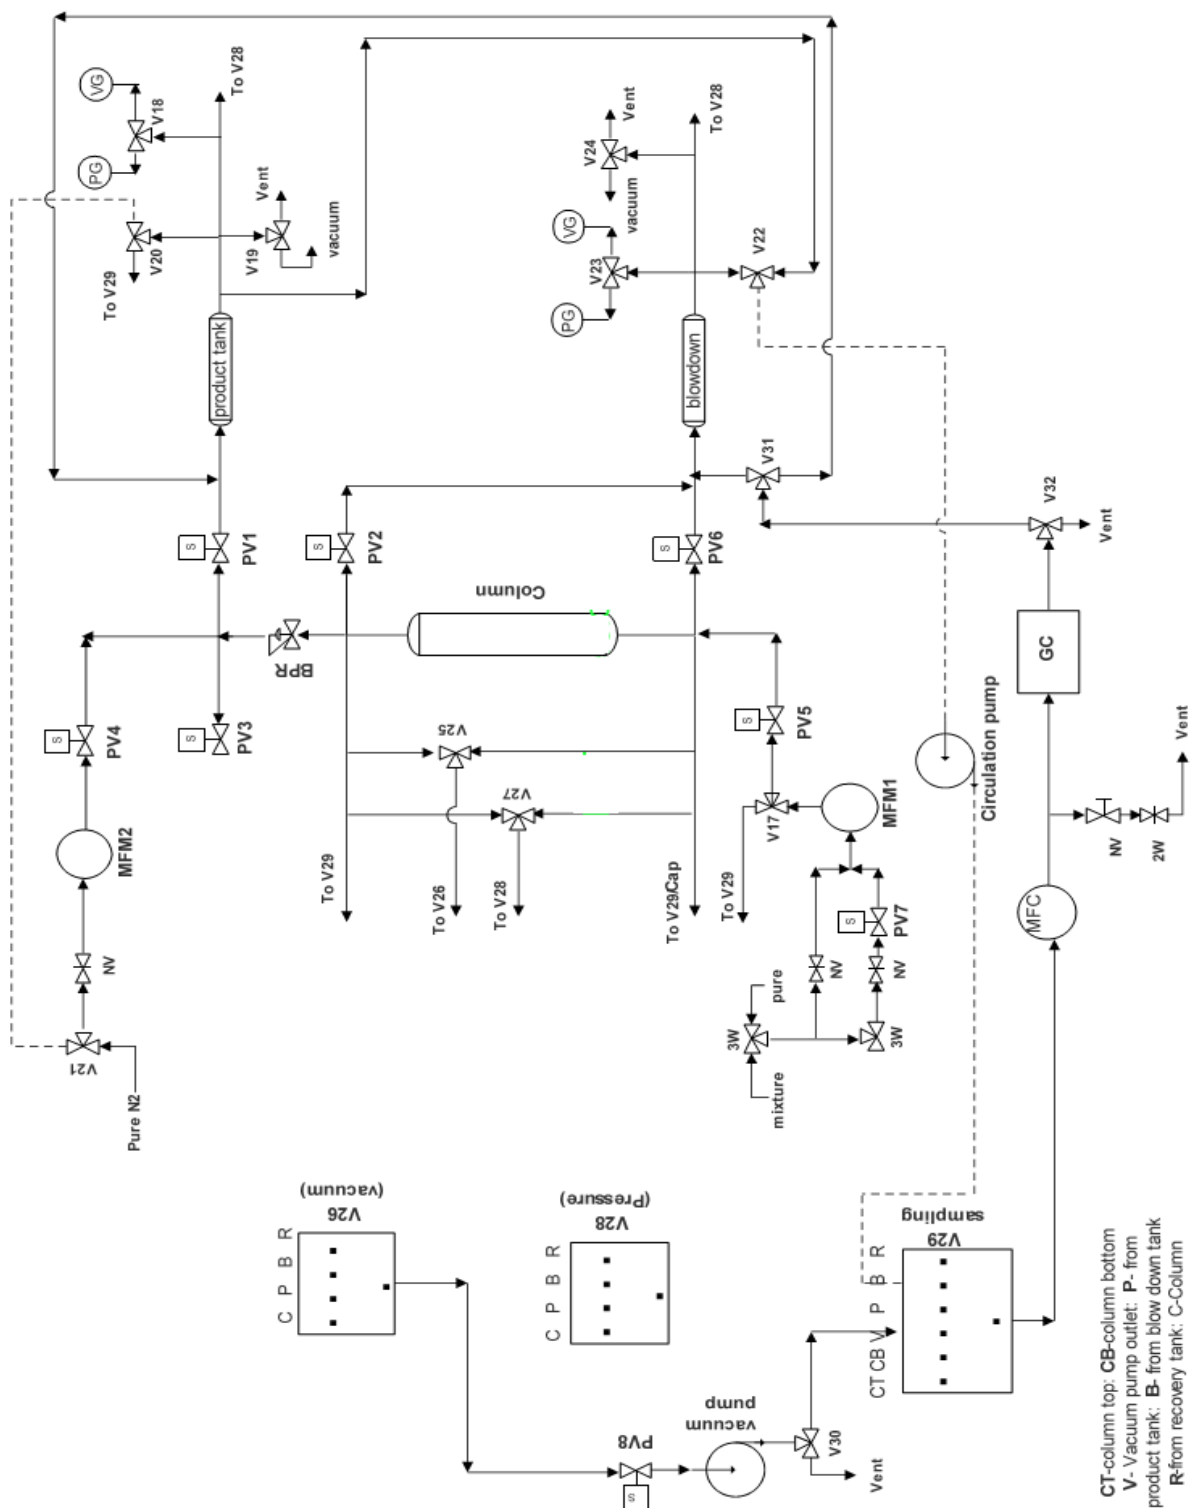 To V28
VG
V18
PG
Vent
V19
vacuum
V20
To V29
product tank
Vent
V24
vacuum
To V28
VG
V23
PG
V22
blowdown
V31
V32
Vent
S
PV1
S
PV2
S
PV6
Column
BPR
S
PV4
S
PV3
V25
V27
S
PV5
GC
Circulation pump
MFM2
MFM1
V17
Vent
NV
2W
MFC
To V29
To V26
To V28
To V29/Cap
To V29
S
PV7
NV
NV
NV
pure
3W
mixture
3W
V21
Pure N2
V26
(vacuum)
C P B R
V28
(Pressure)
C P B R
V29
sampling
CT CB V P B R
vacuum
pump
PV8
S
V30
Vent
CT-column top: CB-column bottom
V- Vacuum pump outlet: P- from
product tank: B- from blow down tank
R-from recovery tank: C-Column